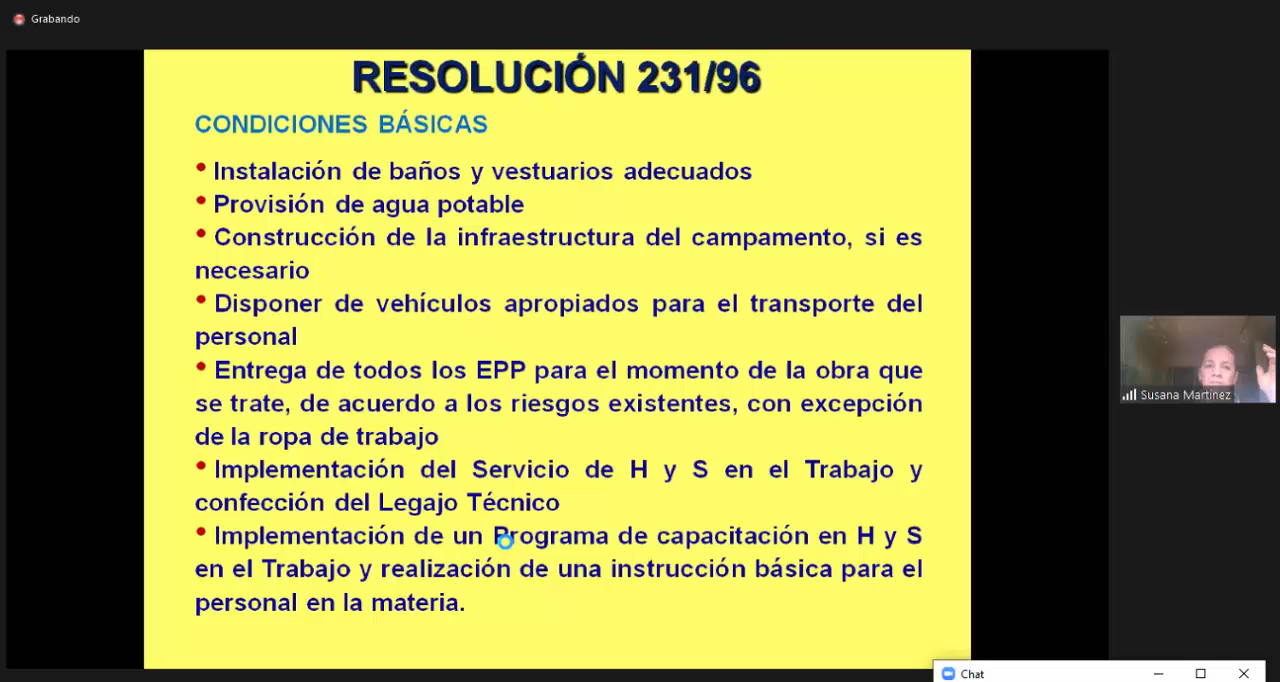 Grabando
RESOLUCIÓN 231/96
CONDICIONES BÁSICAS
• Instalación de baños y vestuarios adecuados
• Provisión de agua potable
• Construcción de la infraestructura del campamento, si es
necesario
• Disponer de vehículos apropiados para el transporte del
personal
• Entrega de todos los EPP para el momento de la obra que
se trate, de acuerdo a los riesgos existentes, con excepción
de la ropa de trabajo
• Implementación del Servicio de H y S en el Trabajo y
confección del Legajo Técnico
• Implementación de un Programa de capacitación en H y S
en el Trabajo y realización de una instrucción básica para el
personal en la materia.
Susana Martinez
Chat